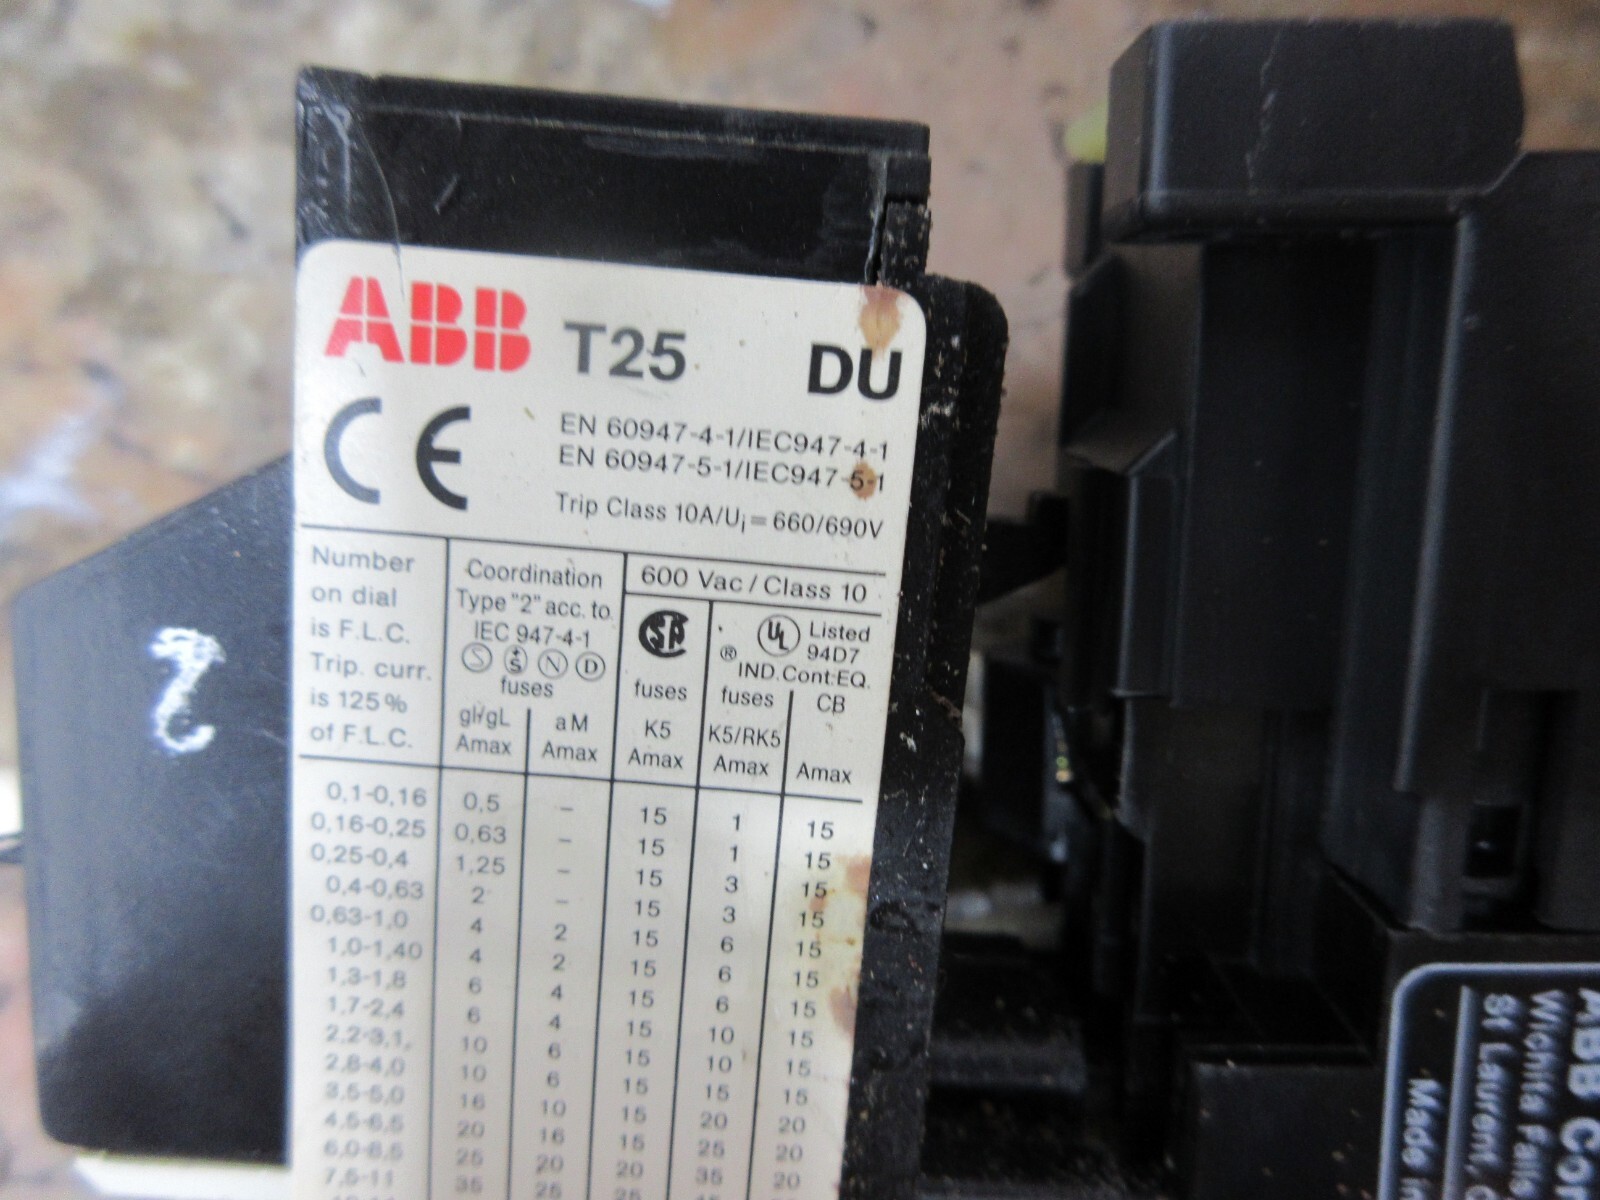 ABB T25 DU
CE
EN 60947-4-1/IEC947-4-1
EN 60947-5-1/IEC947-5-1
Trip Class 10A/Ui = 660/690V
Number on dial is F.L.C. Trip. curr. is 125% of F.L.C.
Coordination Type "2" acc. to IEC 947-4-1
S S N D
fuses
gI/gL Amax
aM Amax
600 Vac / Class 10
SA
fuses
K5
Amax
® UL Listed 94D7
IND.Cont.EQ.
fuses CB
K5/RK5
Amax Amax
0,1-0,16 0,5 – 15 1 15
0,16-0,25 0,63 – 15 1 15
0,25-0,4 1,25 – 15 3 15
0,4-0,63 2 – 15 3 15
0,63-1,0 4 2 15 6 15
1,0-1,40 4 2 15 6 15
1,3-1,8 6 4 15 6 15
1,7-2,4 6 4 15 10 15
2,2-3,1 10 6 15 10 15
2,8-4,0 10 6 15 15 15
3,5-5,0 16 10 15 20 20
4,5-6,5 20 16 15 25 20
6,0-8,5 25 20 20 35 20
7,5-11 35 25 25
2
ABB
Wichita
St Laurent,
Made